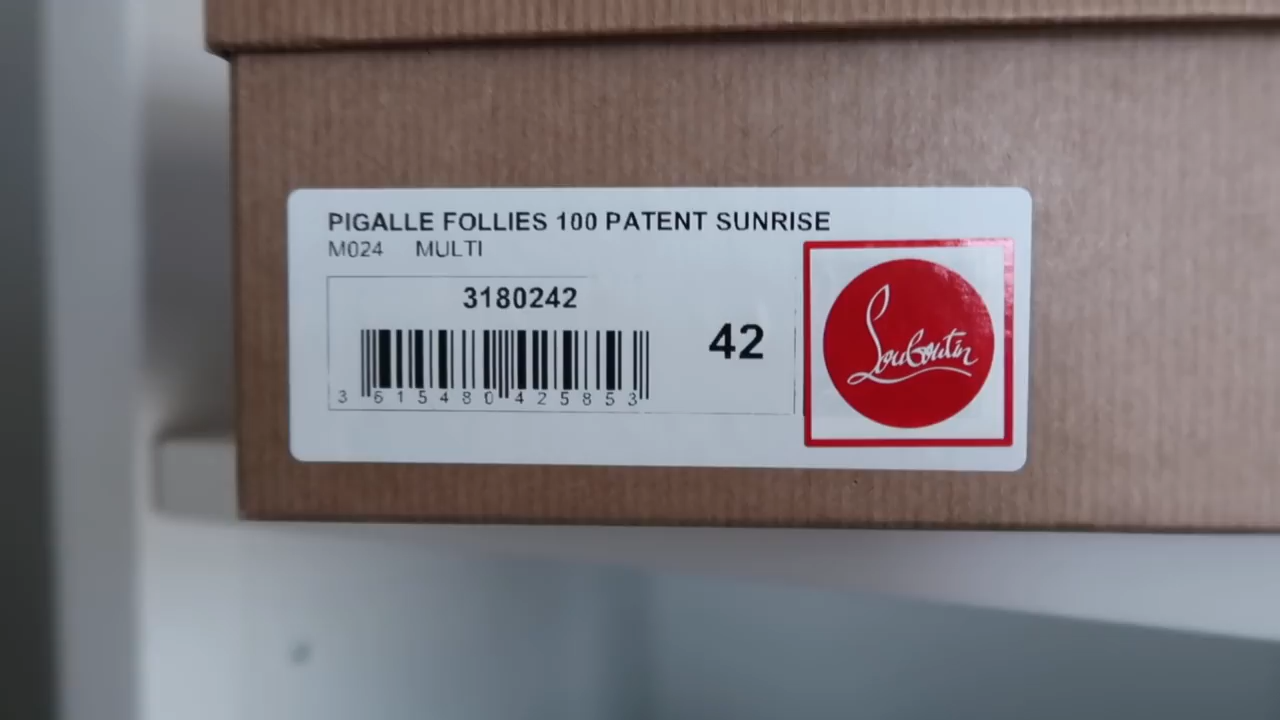 PIGALLE FOLLIES 100 PATENT SUNRISE
M024 MULTI
3180242
42
3 615480 425853
Louboutin